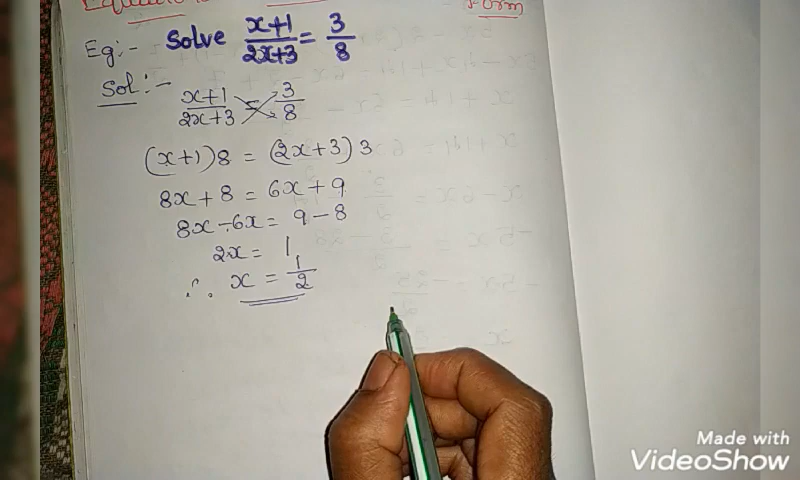 Form
Eg:- Solve x+1/2x+3 = 3/8
Sol:-
x+1/2x+3 = 3/8
(x+1)8 = (2x+3)3
8x+8 = 6x+9
8x-6x = 9-8
2x = 1
∴ x = 1/2
Made with
VideoShow